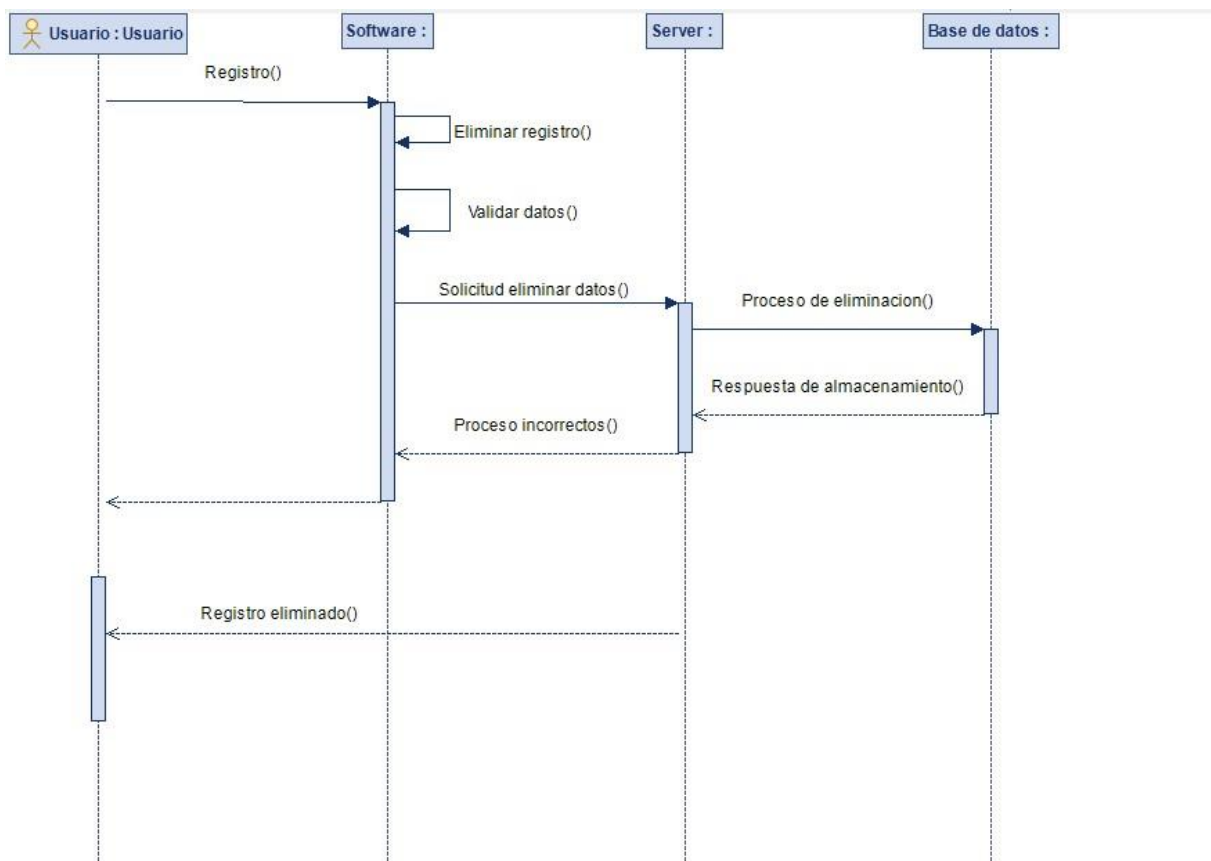 Usuario : Usuario
Software :
Server :
Base de datos :
Registro()
Eliminar registro()
Validar datos()
Solicitud eliminar datos()
Proceso de eliminacion()
Respuesta de almacenamiento()
Proceso incorrectos()
Registro eliminado()